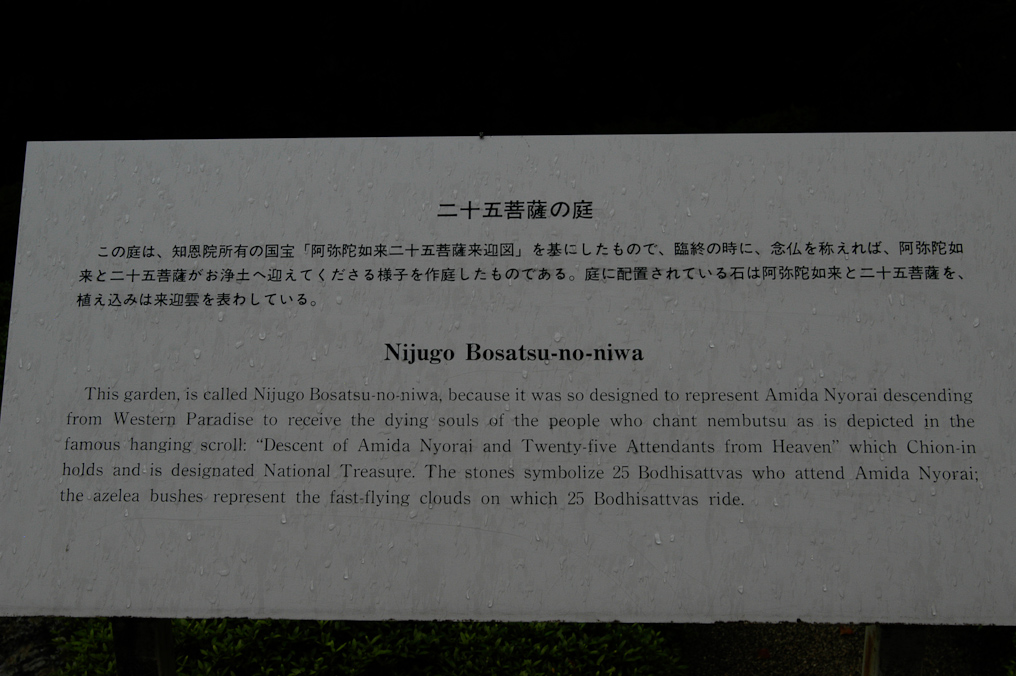 二十五菩薩の庭
この庭は、知恩院所有の国宝「阿弥陀如来二十五菩薩来迎図」を基にしたもので、臨終の時に、念仏を称えれば、阿弥陀如
来と二十五菩薩がお浄土へ迎えてくださる様子を作庭したものである。庭に配置されている石は阿弥陀如来と二十五菩薩を、
植え込みは来迎雲を表わしている。
Nijugo Bosatsu-no-niwa
This garden, is called Nijugo Bosatsu-no-niwa, because it was so designed to represent Amida Nyorai descending
from Western Paradise to receive the dying souls of the people who chant nembutsu as is depicted in the
famous hanging scroll: “Descent of Amida Nyorai and Twenty-five Attendants from Heaven” which Chion-in
holds and is designated National Treasure. The stones symbolize 25 Bodhisattvas who attend Amida Nyorai;
the azelea bushes represent the fast-flying clouds on which 25 Bodhisattvas ride.